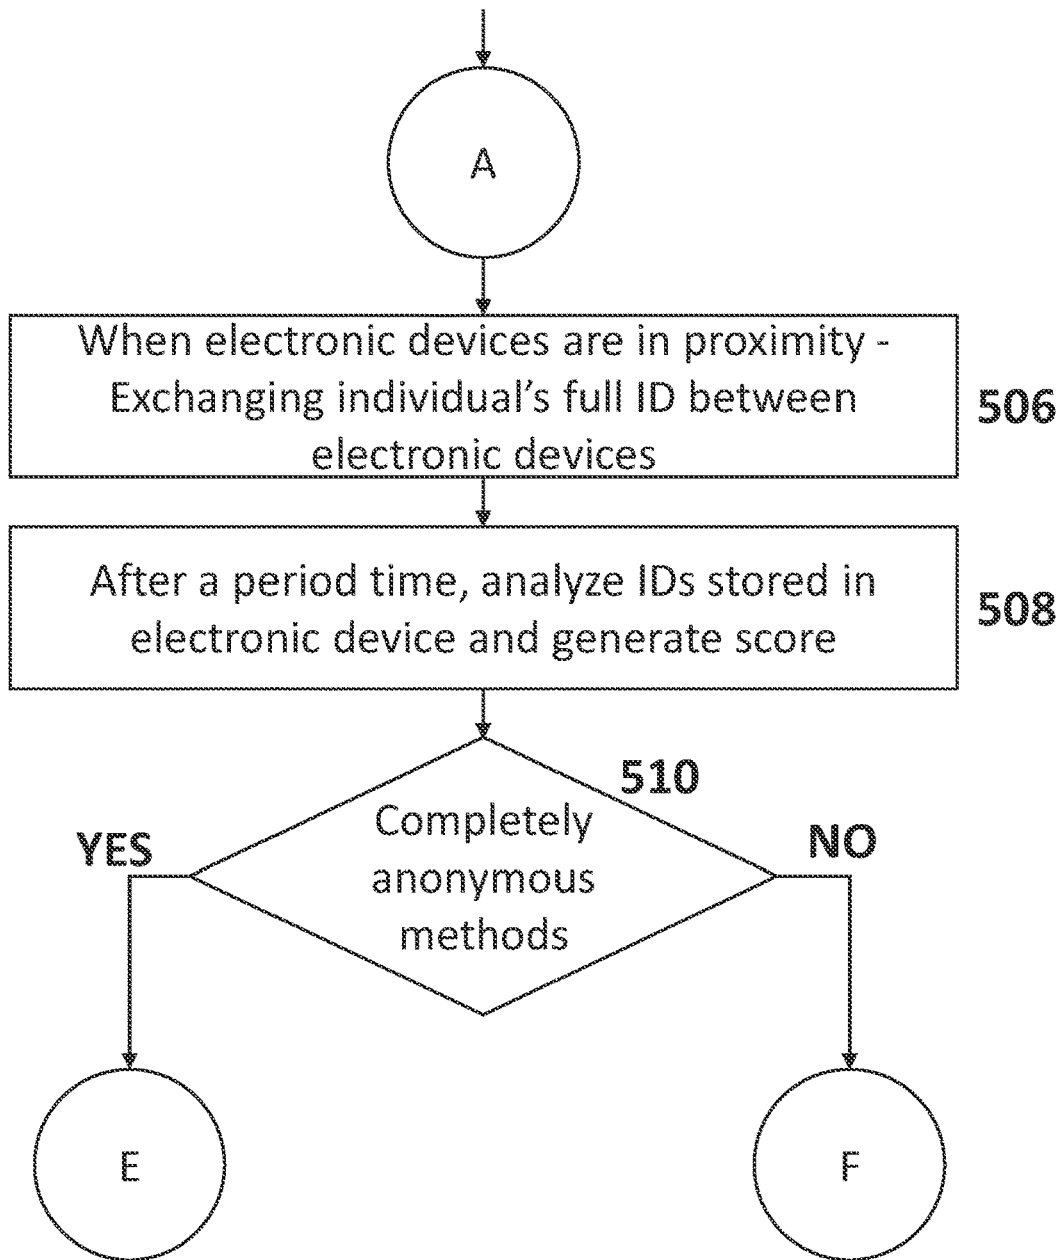 A
When electronic devices are in proximity -
Exchanging individual's full ID between
electronic devices
506
After a period time, analyze IDs stored in
electronic device and generate score
508
510
Completely
anonymous
methods
YES
NO
E
F